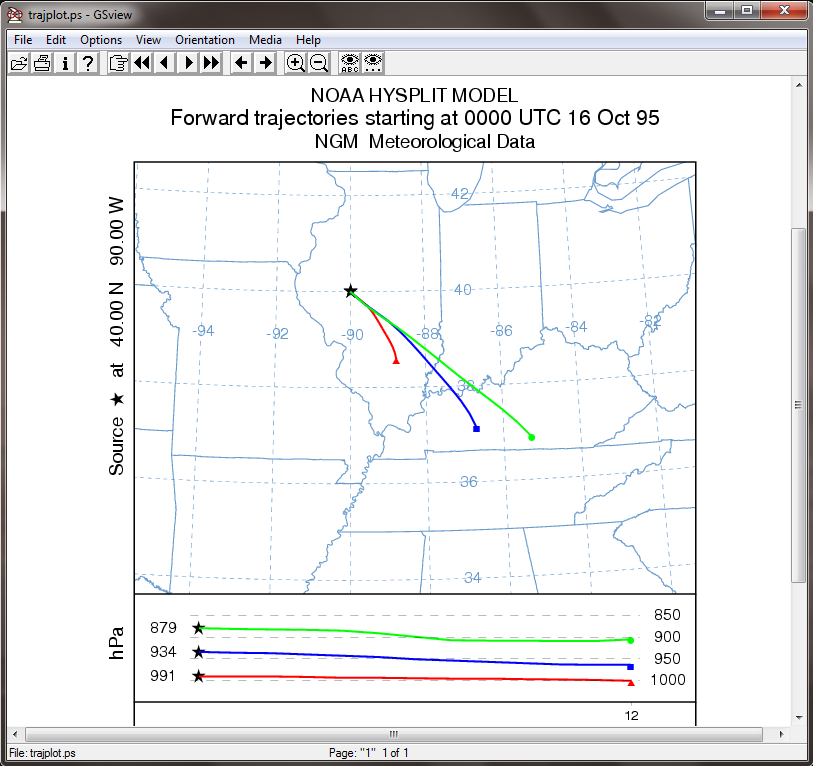 trajplot.ps - GSview
File Edit Options View Orientation Media Help
NOAA HYSPLIT MODEL
Forward trajectories starting at 0000 UTC 16 Oct 95
NGM Meteorological Data
Source ★ at 40.00 N 90.00 W
42
40
-94 -92 -90 -88 -86 -84 -82
38
36
34
hPa
879
934
991
850
900
950
1000
12
File: trajplot.ps Page: "1" 1 of 1